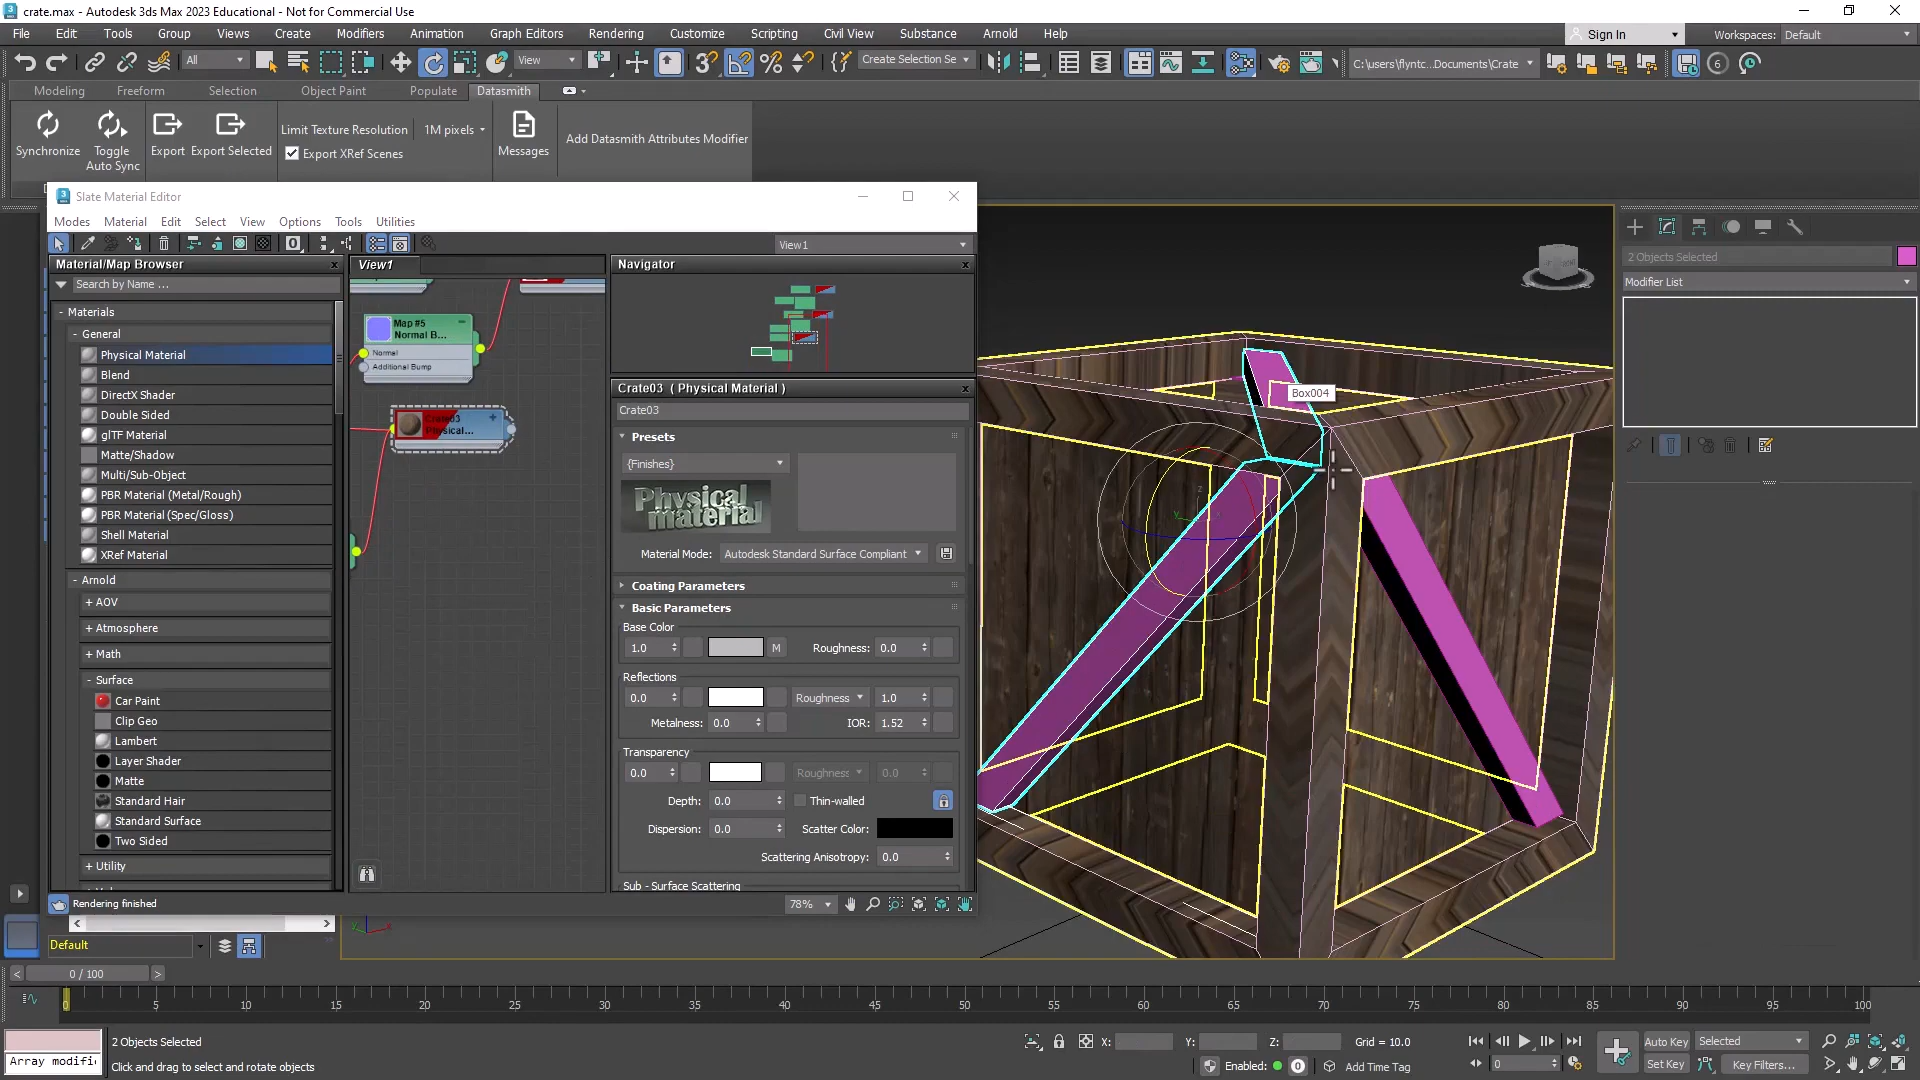 crate.max - Autodesk 3ds Max 2023 Educational - Not for Commercial Use
File Edit Tools Group Views Create Modifiers Animation Graph Editors Rendering Customize Scripting Civil View Substance Arnold Help
Sign In
Workspaces: Default
All
View
Create Selection Se
C:\users\flyntc...Documents\Crate
6
Modeling Freeform Selection Object Paint Populate Datasmith
Synchronize
Toggle
Auto Sync
Export
Export Selected
Limit Texture Resolution 1M pixels
Export XRef Scenes
Messages
Add Datasmith Attributes Modifier
Slate Material Editor
Modes Material Edit Select View Options Tools Utilities
View1
Material/Map Browser
Search by Name ...
- Materials
- General
Physical Material
Blend
DirectX Shader
Double Sided
glTF Material
Matte/Shadow
Multi/Sub-Object
PBR Material (Metal/Rough)
PBR Material (Spec/Gloss)
Shell Material
XRef Material
- Arnold
+ AOV
+ Atmosphere
+ Math
- Surface
Car Paint
Clip Geo
Lambert
Layer Shader
Matte
Standard Hair
Standard Surface
Two Sided
+ Utility
View1
Map #5
Normal B...
Normal
Additional Bump
Crate03
Physical...
Navigator
Crate03 ( Physical Material )
Crate03
Presets
{Finishes}
Physical material
Material Mode: Autodesk Standard Surface Compliant
Coating Parameters
Basic Parameters
Base Color
1.0 M Roughness: 0.0
Reflections
0.0 Roughness 1.0
Metalness: 0.0 IOR: 1.52
Transparency
0.0 Roughness 0.0
Depth: 0.0 Thin-walled
Dispersion: 0.0 Scatter Color:
Scattering Anisotropy: 0.0
Sub - Surface Scattering
Rendering finished
78%
Box004
z
y
2 Objects Selected
Modifier List
Default
0 / 100
0 5 10 15 20 25 30 35 40 45 50 55 60 65 70 75 80 85 90 95 100
Array modifi
2 Objects Selected
Click and drag to select and rotate objects
X: Y: Z: Grid = 10.0
Enabled: 0 Add Time Tag
0
Auto Key Selected
Set Key Key Filters...